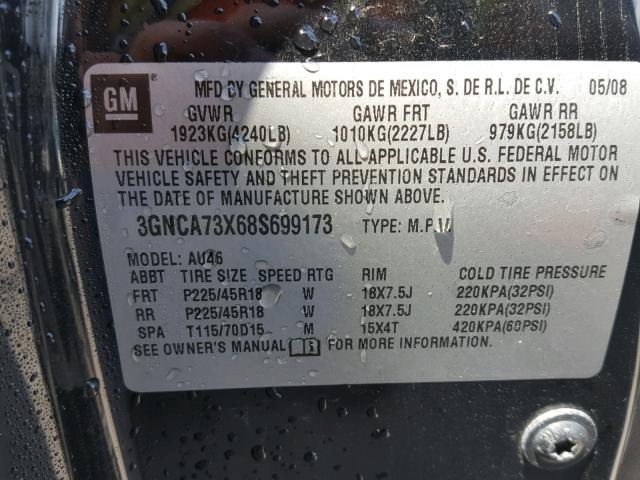 GM ® MFD BY GENERAL MOTORS DE MEXICO, S. DE R.L. DE C.V. 05/08
GVWR GAWR FRT GAWR RR
1923KG(4240LB) 1010KG(2227LB) 979KG(2158LB)
THIS VEHICLE CONFORMS TO ALL APPLICABLE U.S. FEDERAL MOTOR
VEHICLE SAFETY AND THEFT PREVENTION STANDARDS IN EFFECT ON
THE DATE OF MANUFACTURE SHOWN ABOVE.
3GNCA73X68S699173 TYPE: M.P.V.
MODEL: AU46
ABBT TIRE SIZE SPEED RTG RIM COLD TIRE PRESSURE
FRT P225/45R18 W 18X7.5J 220KPA(32PSI)
RR P225/45R18 W 18X7.5J 220KPA(32PSI)
SPA T115/70D15 M 15X4T 420KPA(60PSI)
SEE OWNER'S MANUAL FOR MORE INFORMATION.